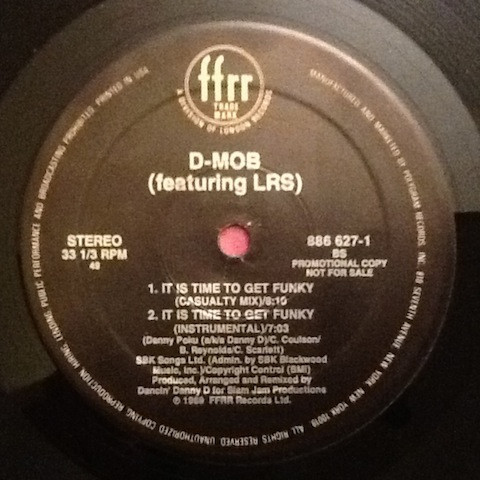 ffrr
TRADE
MARK
A DIVISION OF LONDON RECORDS
D-MOB
(featuring LRS)
STEREO
33 1/3 RPM
49
886 627-1
BS
PROMOTIONAL COPY
NOT FOR SALE
1. IT IS TIME TO GET FUNKY
(CASUALTY MIX)/8:10
2. IT IS TIME TO GET FUNKY
(INSTRUMENTAL)/7:03
(Danny Poku (a/k/a Danny D)/C. Coulson/
B. Reynolds/C. Scarlett)
SBK Songs Ltd. (Admin. by SBK Blackwood
Music, Inc.)/Copyright Control (BMI)
Produced, Arranged and Remixed by
Dancin' Danny D for Slam Jam Productions
℗ 1989 FFRR Records Ltd.
MANUFACTURED AND MARKETED BY POLYGRAM RECORDS, INC. 810 SEVENTH AVENUE, NEW YORK, NEW YORK 10019. ALL RIGHTS RESERVED. UNAUTHORIZED COPYING, REPRODUCTION, HIRING, LENDING, PUBLIC PERFORMANCE AND BROADCASTING PROHIBITED. PRINTED IN USA.